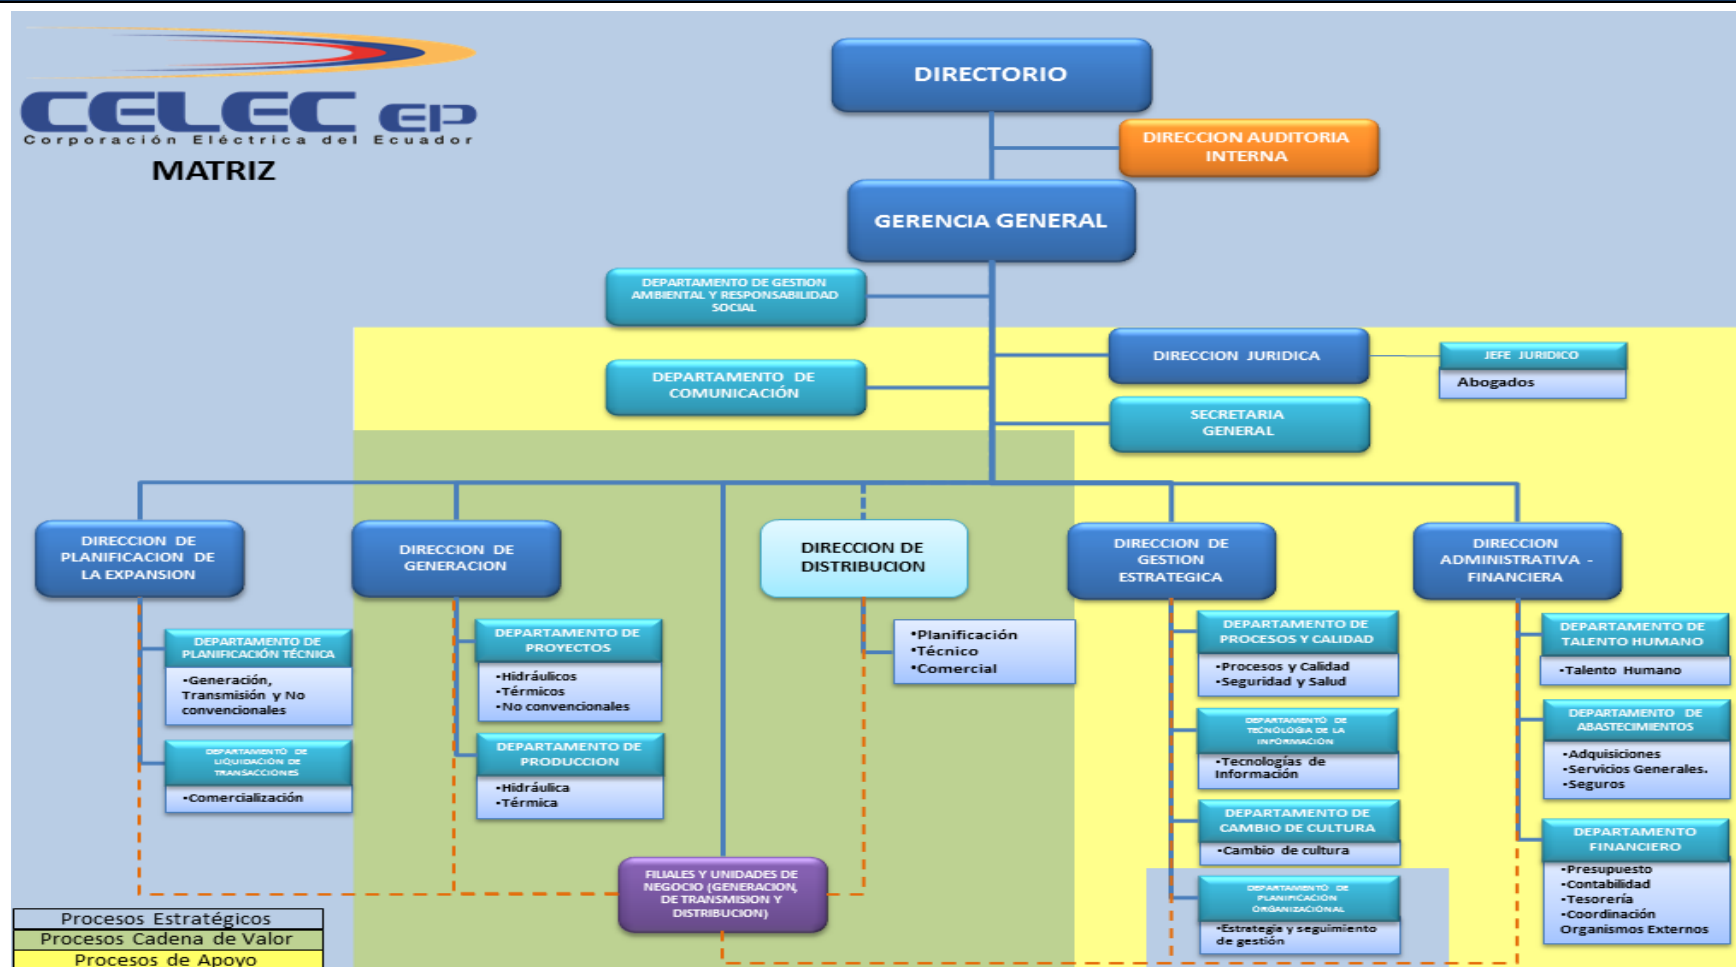 CELEC EP
Corporación Eléctrica del Ecuador
MATRIZ
DIRECTORIO
DIRECCION AUDITORIA
INTERNA
GERENCIA GENERAL
DEPARTAMENTO DE GESTION
AMBIENTAL Y RESPONSABILIDAD
SOCIAL
DIRECCION JURIDICA
JEFE JURIDICO
Abogados
DEPARTAMENTO DE
COMUNICACIÓN
SECRETARIA
GENERAL
DIRECCION DE
PLANIFICACION DE
LA EXPANSION
DEPARTAMENTO DE
PLANIFICACIÓN TÉCNICA
•Generación,
Transmisión y No
convencionales
DEPARTAMENTO DE
LIQUIDACIÓN DE
TRANSACCIONES
•Comercialización
DIRECCION DE
GENERACION
DEPARTAMENTO DE
PROYECTOS
•Hidráulicos
•Térmicos
•No convencionales
DEPARTAMENTO DE
PRODUCCION
•Hidráulica
•Térmica
DIRECCION DE
DISTRIBUCION
•Planificación
•Técnico
•Comercial
FILIALES Y UNIDADES DE
NEGOCIO (GENERACION,
DE TRANSMISION Y
DISTRIBUCION)
DIRECCION DE
GESTION
ESTRATEGICA
DEPARTAMENTO DE
PROCESOS Y CALIDAD
•Procesos y Calidad
•Seguridad y Salud
DEPARTAMENTO DE
TECNOLOGIA DE LA
INFORMACIÓN
•Tecnologías de
Información
DEPARTAMENTO DE
CAMBIO DE CULTURA
•Cambio de cultura
DEPARTAMENTO DE
PLANIFICACIÓN
ORGANIZACIONAL
•Estrategia y seguimiento
de gestión
DIRECCION
ADMINISTRATIVA -
FINANCIERA
DEPARTAMENTO DE
TALENTO HUMANO
•Talento Humano
DEPARTAMENTO DE
ABASTECIMIENTOS
•Adquisiciones
•Servicios Generales.
•Seguros
DEPARTAMENTO
FINANCIERO
•Presupuesto
•Contabilidad
•Tesorería
•Coordinación
Organismos Externos
Procesos Estratégicos
Procesos Cadena de Valor
Procesos de Apoyo